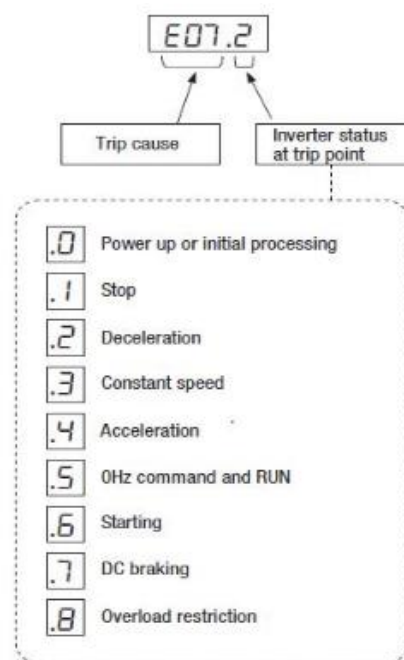 E07.2
Trip cause
Inverter status
at trip point
.0 Power up or initial processing
.1 Stop
.2 Deceleration
.3 Constant speed
.4 Acceleration
.5 0Hz command and RUN
.6 Starting
.7 DC braking
.8 Overload restriction